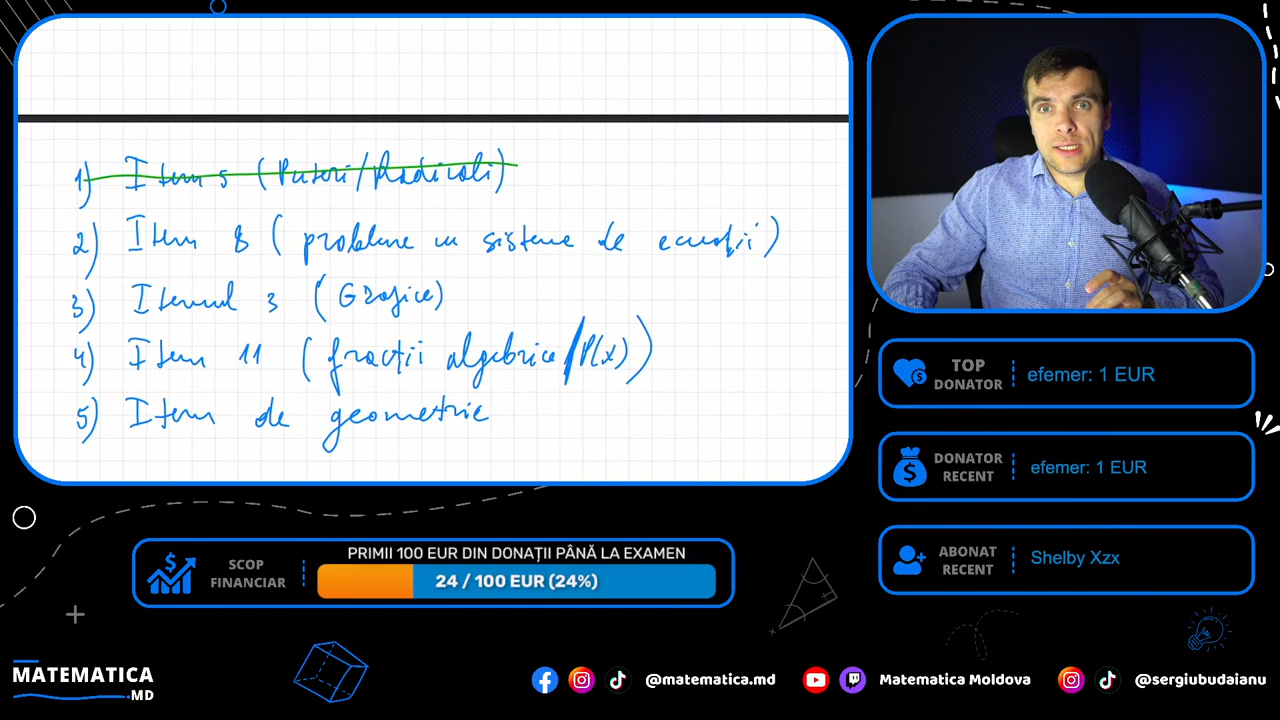 1) Item 5 (Puteri/Radicali)
2) Item 8 (probleme cu sisteme de ecuații)
3) Itemul 3 (Grafice)
4) Item 11 (fracții algebrice/P(x))
5) Item de geometrie
TOP DONATOR
efemer: 1 EUR
DONATOR RECENT
efemer: 1 EUR
ABONAT RECENT
Shelby Xzx
SCOP FINANCIAR
PRIMII 100 EUR DIN DONAȚII PÂNĂ LA EXAMEN
24 / 100 EUR (24%)
MATEMATICA
.MD
@matematica.md
Matematica Moldova
@sergiubudaianu